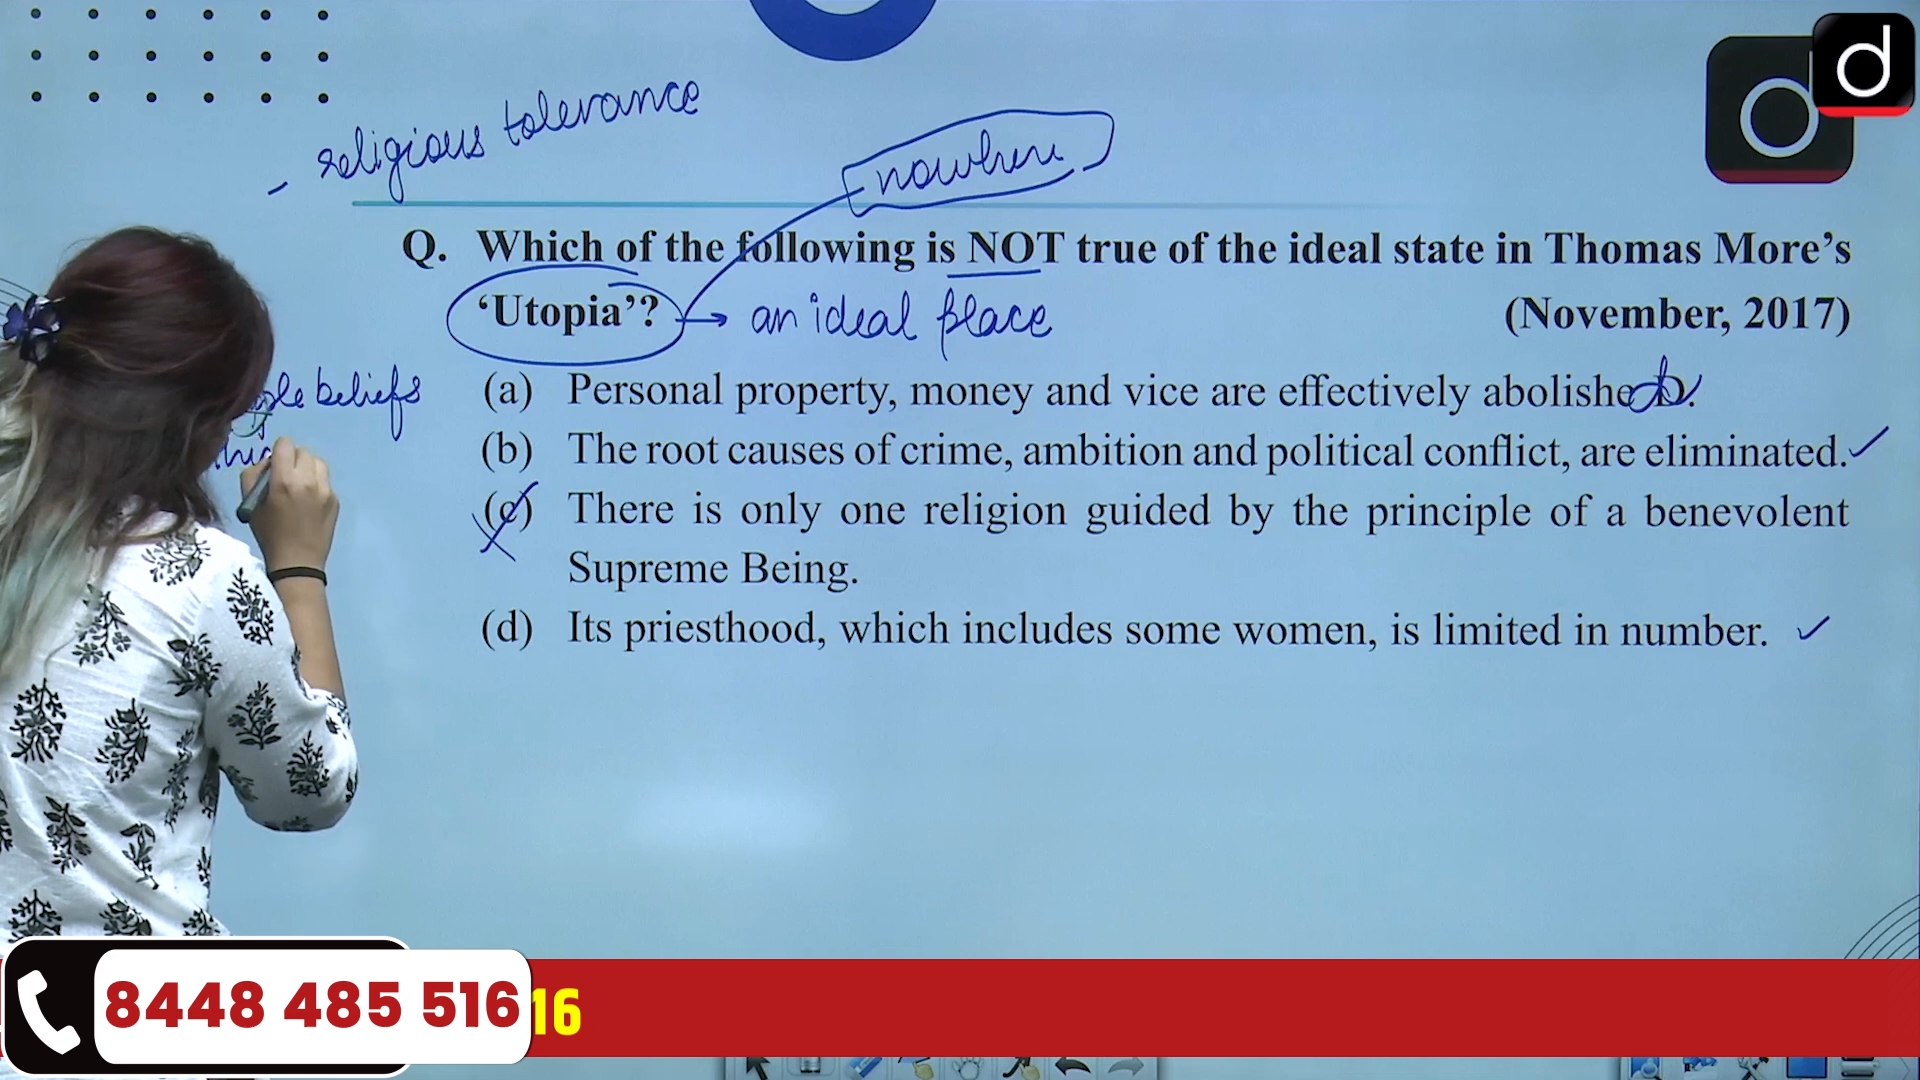 d
religious tolerance
nowhere
Q. Which of the following is NOT true of the ideal state in Thomas More's
'Utopia'? (November, 2017)
an ideal place
beliefs
(a) Personal property, money and vice are effectively abolished.
(b) The root causes of crime, ambition and political conflict, are eliminated.
(c) There is only one religion guided by the principle of a benevolent
Supreme Being.
(d) Its priesthood, which includes some women, is limited in number.
8448 485 516
16